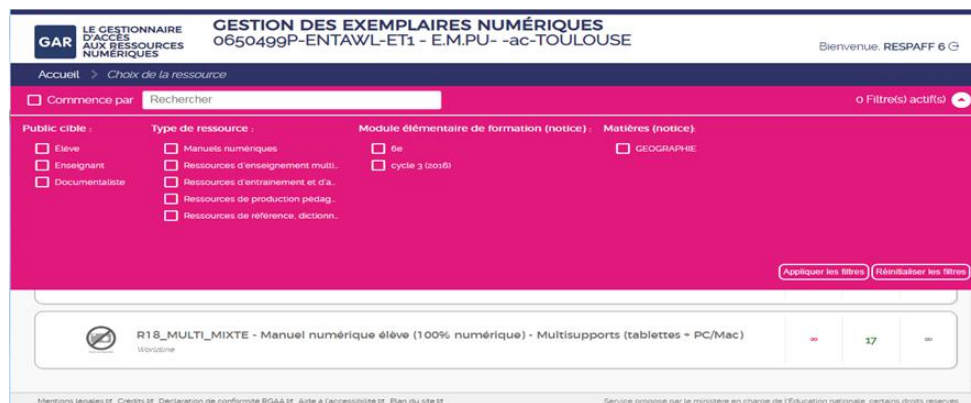 GAR LE GESTIONNAIRE
D'ACCÈS
AUX RESSOURCES
NUMÉRIQUES
GESTION DES EXEMPLAIRES NUMÉRIQUES
0650499P-ENTAWL-ET1 - E.M.PU- -ac-TOULOUSE
Bienvenue, RESPAFF 6
Accueil > Choix de la ressource
Commence par Rechercher 0 Filtre(s) actif(s)
Public cible : Type de ressource : Module élémentaire de formation (notice) : Matières (notice):
Élève Manuels numériques 6e GEOGRAPHIE
Enseignant Ressources d'enseignement multi... cycle 3 (2016)
Documentaliste Ressources d'entrainement et d'a...
Ressources de production pédag...
Ressources de référence, dictionn...
Appliquer les filtres Réinitialiser les filtres
R18_MULTI_MIXTE - Manuel numérique élève (100% numérique) - Multisupports (tablettes + PC/Mac) ∞ 17 ∞
Worldline
Mentions légales Crédits Déclaration de conformité RGAA Aide à l'accessibilité Plan du site Service proposé par le ministère en charge de l'Éducation nationale, certains droits réservés